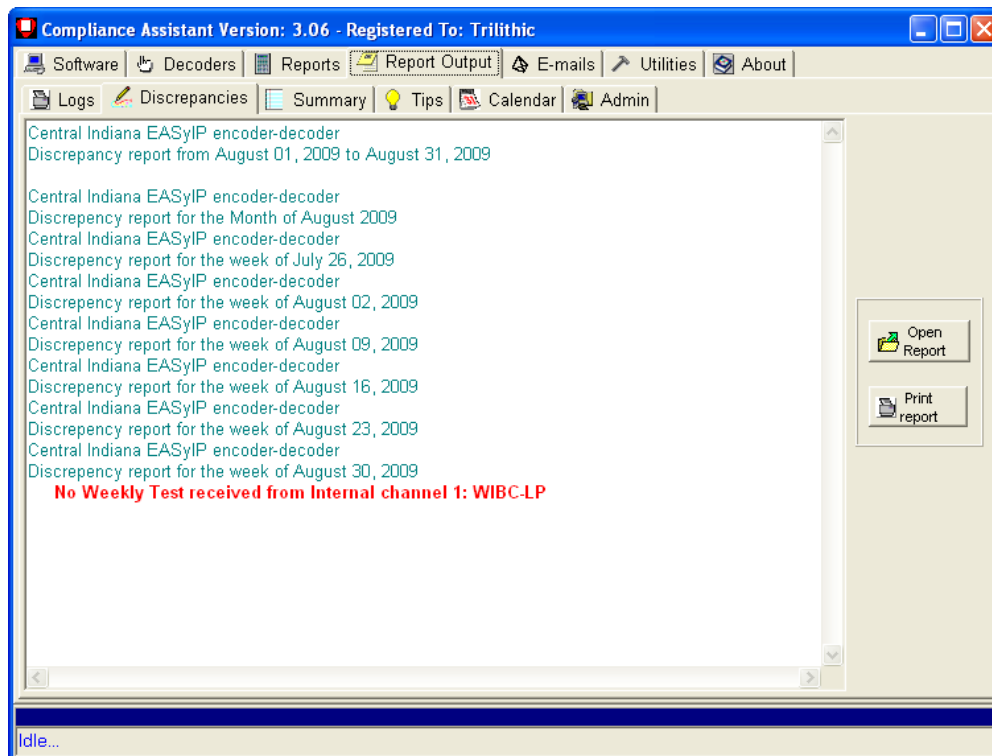 Compliance Assistant Version: 3.06 - Registered To: Trilithic
Software Decoders Reports Report Output E-mails Utilities About
Logs Discrepancies Summary Tips Calendar Admin
Central Indiana EASyIP encoder-decoder
Discrepancy report from August 01, 2009 to August 31, 2009
Central Indiana EASyIP encoder-decoder
Discrepency report for the Month of August 2009
Central Indiana EASyIP encoder-decoder
Discrepency report for the week of July 26, 2009
Central Indiana EASyIP encoder-decoder
Discrepency report for the week of August 02, 2009
Central Indiana EASyIP encoder-decoder
Discrepency report for the week of August 09, 2009
Central Indiana EASyIP encoder-decoder
Discrepency report for the week of August 16, 2009
Central Indiana EASyIP encoder-decoder
Discrepency report for the week of August 23, 2009
Central Indiana EASyIP encoder-decoder
Discrepency report for the week of August 30, 2009
No Weekly Test received from Internal channel 1: WIBC-LP
Open
Report
Print
report
Idle...